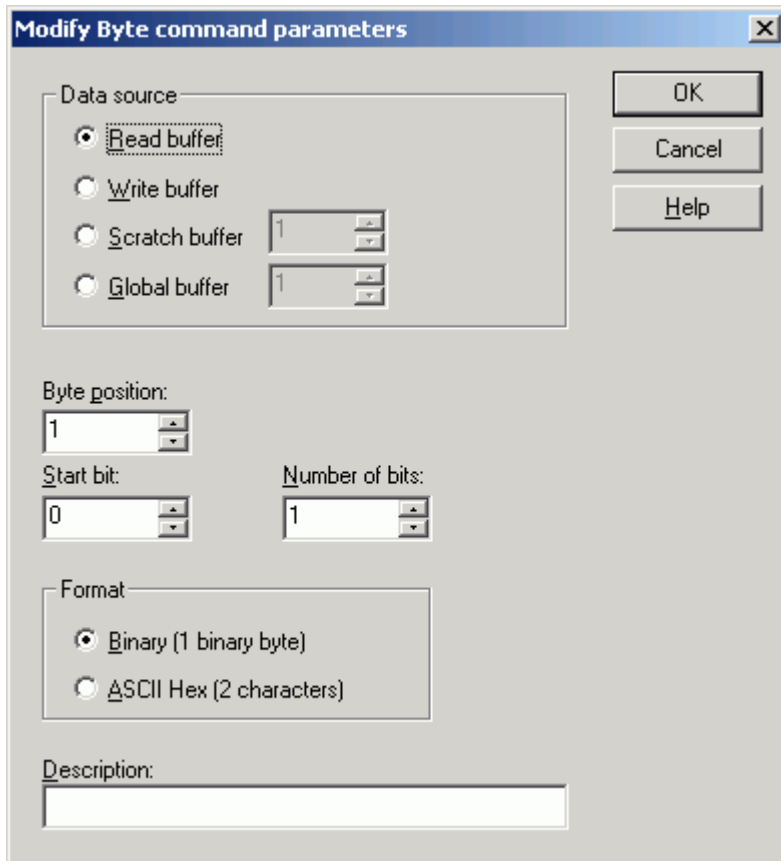 Modify Byte command parameters
Data source
Read buffer
Write buffer
Scratch buffer 1
Global buffer 1
OK
Cancel
Help
Byte position:
1
Start bit: Number of bits:
0 1
Format
Binary (1 binary byte)
ASCII Hex (2 characters)
Description: